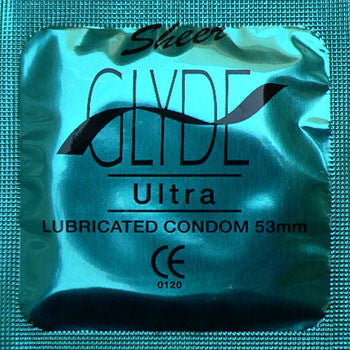 Sheer
GLYDE
Ultra
LUBRICATED CONDOM 53mm
CE
0120